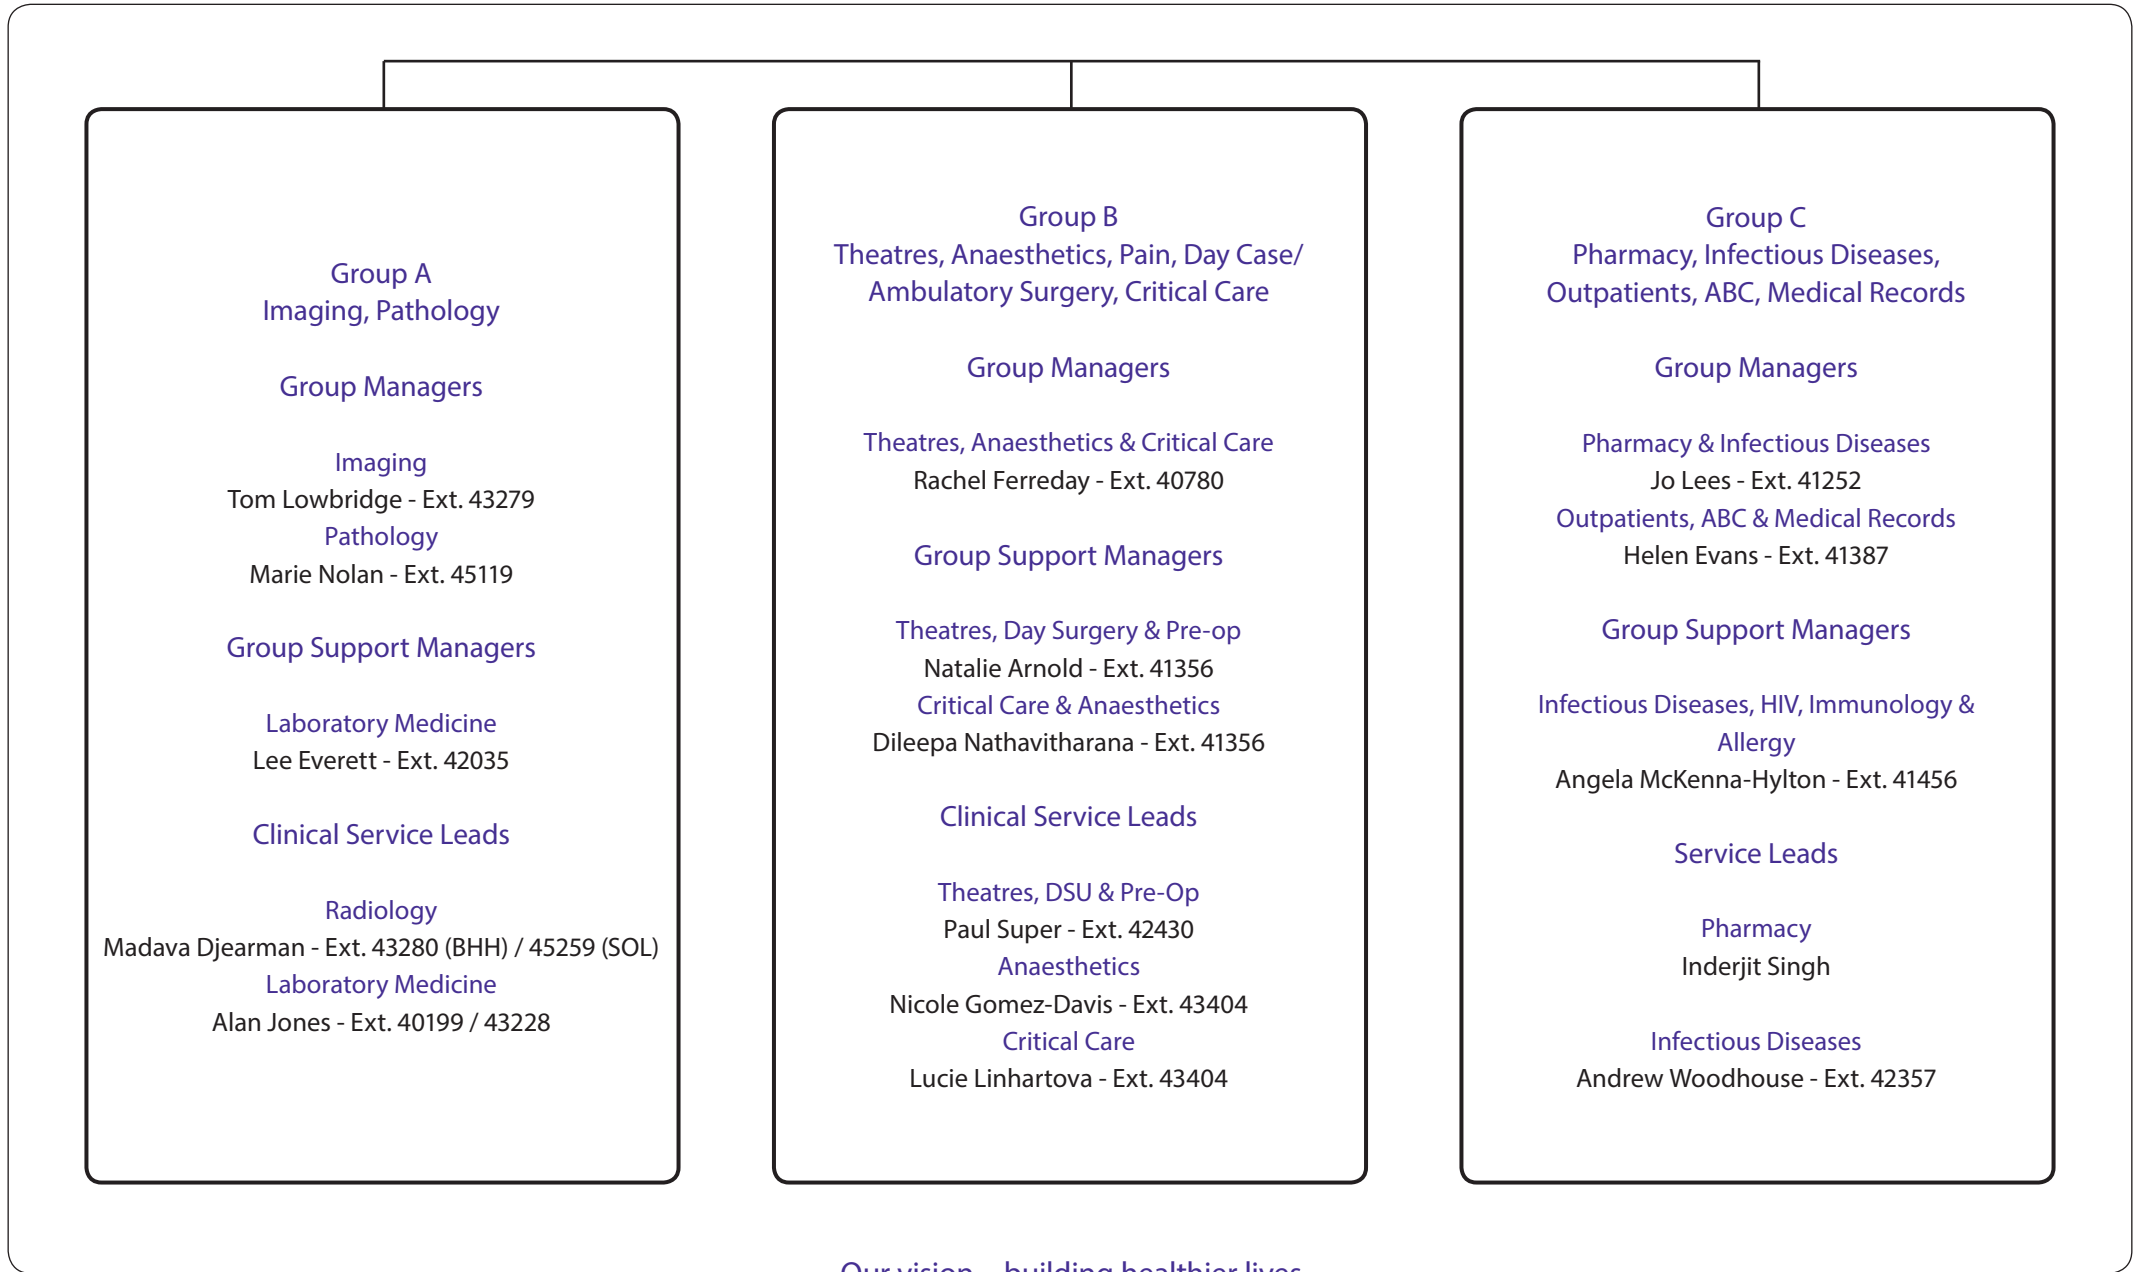 Group A
Imaging, Pathology
Group Managers
Imaging
Tom Lowbridge - Ext. 43279
Pathology
Marie Nolan - Ext. 45119
Group Support Managers
Laboratory Medicine
Lee Everett - Ext. 42035
Clinical Service Leads
Radiology
Madava Djearman - Ext. 43280 (BHH) / 45259 (SOL)
Laboratory Medicine
Alan Jones - Ext. 40199 / 43228
Group B
Theatres, Anaesthetics, Pain, Day Case/
Ambulatory Surgery, Critical Care
Group Managers
Theatres, Anaesthetics & Critical Care
Rachel Ferreday - Ext. 40780
Group Support Managers
Theatres, Day Surgery & Pre-op
Natalie Arnold - Ext. 41356
Critical Care & Anaesthetics
Dileepa Nathavitharana - Ext. 41356
Clinical Service Leads
Theatres, DSU & Pre-Op
Paul Super - Ext. 42430
Anaesthetics
Nicole Gomez-Davis - Ext. 43404
Critical Care
Lucie Linhartova - Ext. 43404
Group C
Pharmacy, Infectious Diseases,
Outpatients, ABC, Medical Records
Group Managers
Pharmacy & Infectious Diseases
Jo Lees - Ext. 41252
Outpatients, ABC & Medical Records
Helen Evans - Ext. 41387
Group Support Managers
Infectious Diseases, HIV, Immunology &
Allergy
Angela McKenna-Hylton - Ext. 41456
Service Leads
Pharmacy
Inderjit Singh
Infectious Diseases
Andrew Woodhouse - Ext. 42357
Our vision – building healthier lives